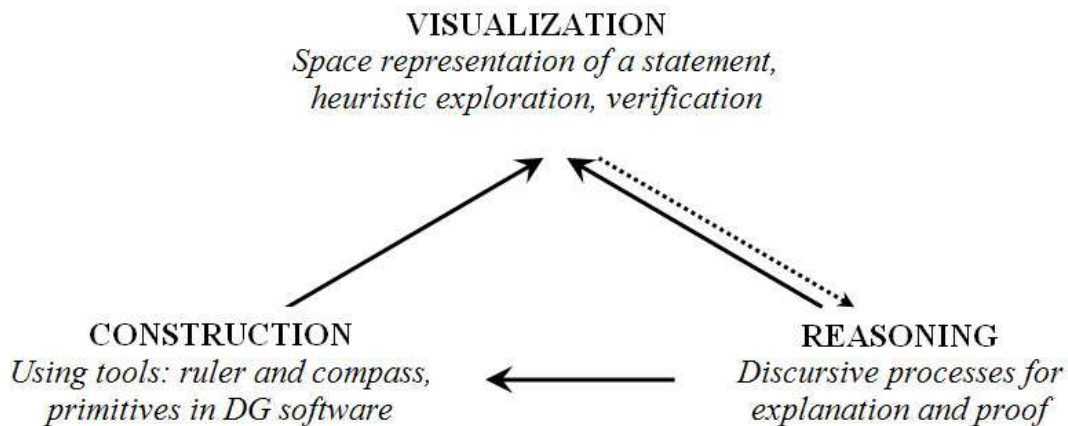 VISUALIZATION
Space representation of a statement,
heuristic exploration, verification
CONSTRUCTION
Using tools: ruler and compass,
primitives in DG software
REASONING
Discursive processes for
explanation and proof